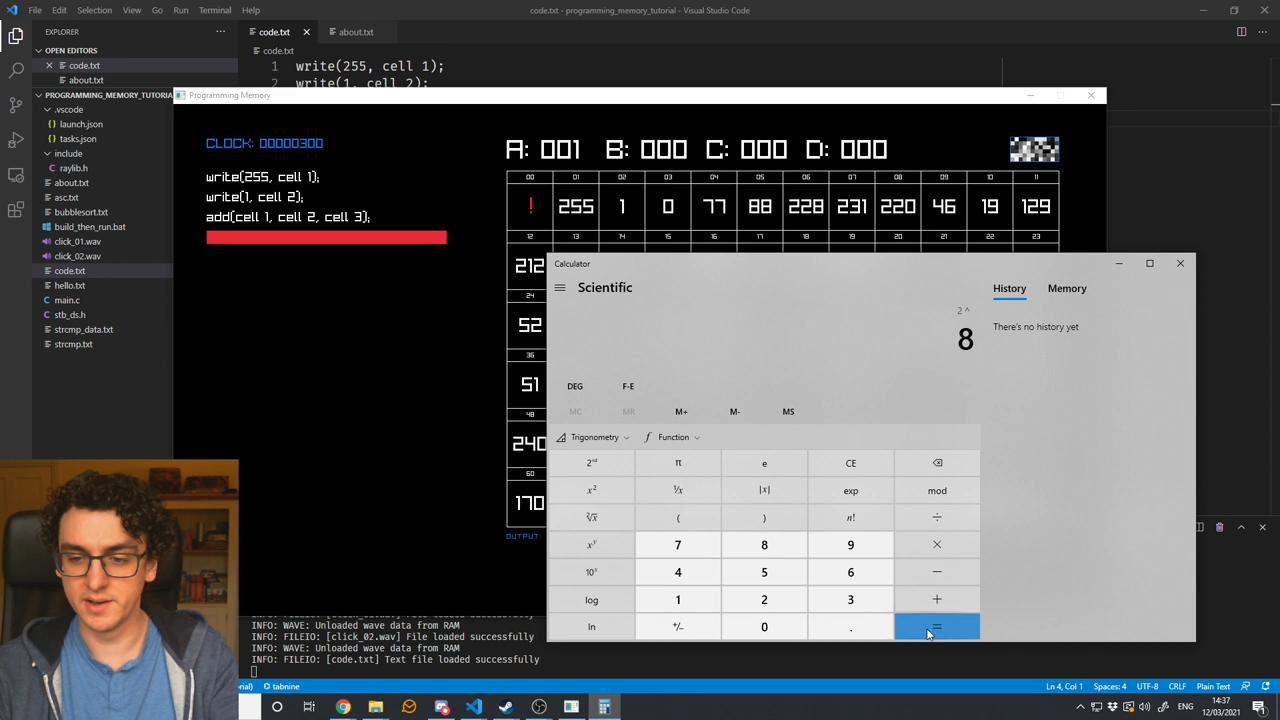 File Edit Selection View Go Run Terminal Help
code.txt - programming_memory_tutorial - Visual Studio Code
EXPLORER
code.txt
about.txt
OPEN EDITORS
code.txt
code.txt
about.txt
PROGRAMMING_MEMORY_TUTORIA
.vscode
launch.json
tasks.json
include
raylib.h
about.txt
asc.txt
bubblesort.txt
build_then_run.bat
click_01.wav
click_02.wav
code.txt
hello.txt
main.c
stb_ds.h
strcmp_data.txt
strcmp.txt
1 write(255, cell 1);
2 write(1, cell 2);
Programming Memory
CLOCK: 00000300
write(255, cell 1);
write(1, cell 2);
add(cell 1, cell 2, cell 3);
A: 001 B: 000 C: 000 D: 000
00 01 02 03 04 05 06 07 08 09 10 11
! 255 1 0 77 88 228 231 220 46 19 129
12 13 14 15 16 17 18 19 20 21 22 23
212
24
52
36
51
48
240
60
170
OUTPUT:
Calculator
Scientific
2 ^
8
History Memory
There's no history yet
DEG F-E
MC MR M+ M- MS
Trigonometry Function
2ⁿᵈ π e CE
x² ¹/x |x| exp mod
²√x ( ) n! ÷
xʸ 7 8 9 ×
10ˣ 4 5 6 −
log 1 2 3 +
ln +/− 0 . =
INFO: WAVE: Unloaded wave data from RAM
INFO: FILEIO: [click_02.wav] File loaded successfully
INFO: WAVE: Unloaded wave data from RAM
INFO: FILEIO: [code.txt] Text file loaded successfully
rial) tabnine
Ln 4, Col 1 Spaces: 4 UTF-8 CRLF Plain Text
ENG
14:37
12/03/2021